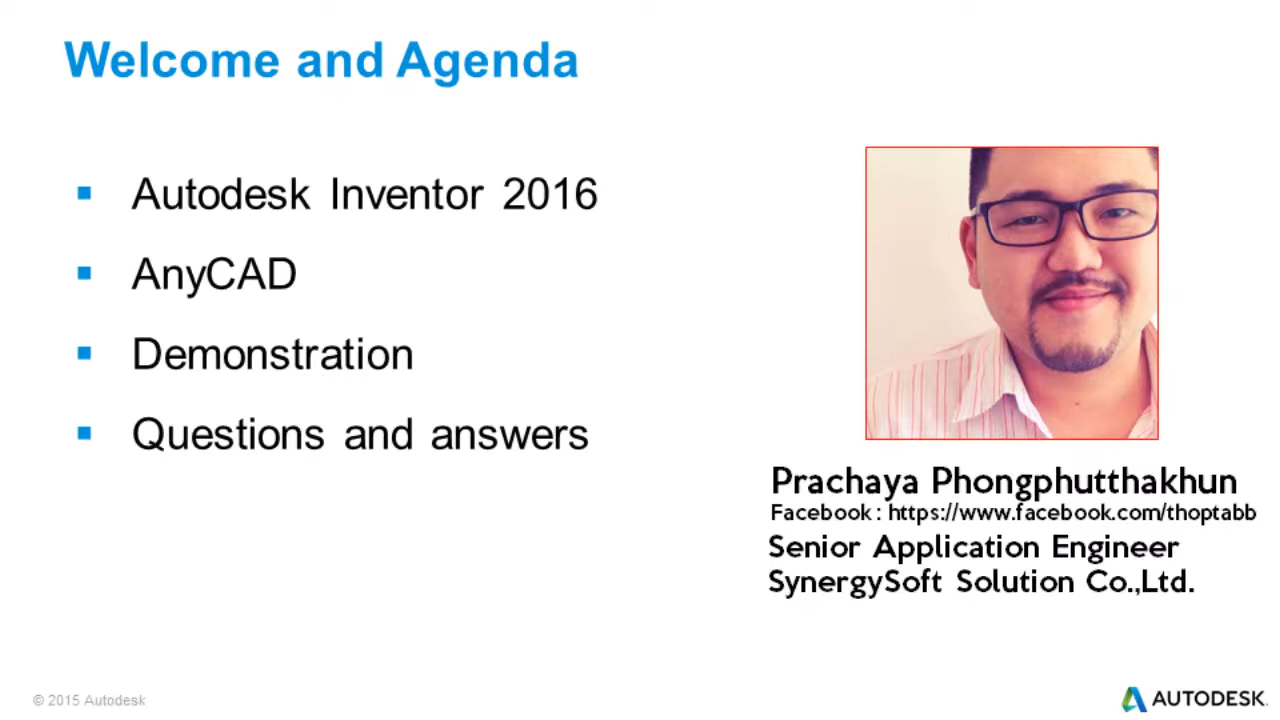 Welcome and Agenda
Autodesk Inventor 2016
AnyCAD
Demonstration
Questions and answers
Prachaya Phongphutthakhun
Facebook : https://www.facebook.com/thoptabb
Senior Application Engineer
SynergySoft Solution Co.,Ltd.
© 2015 Autodesk
AUTODESK.